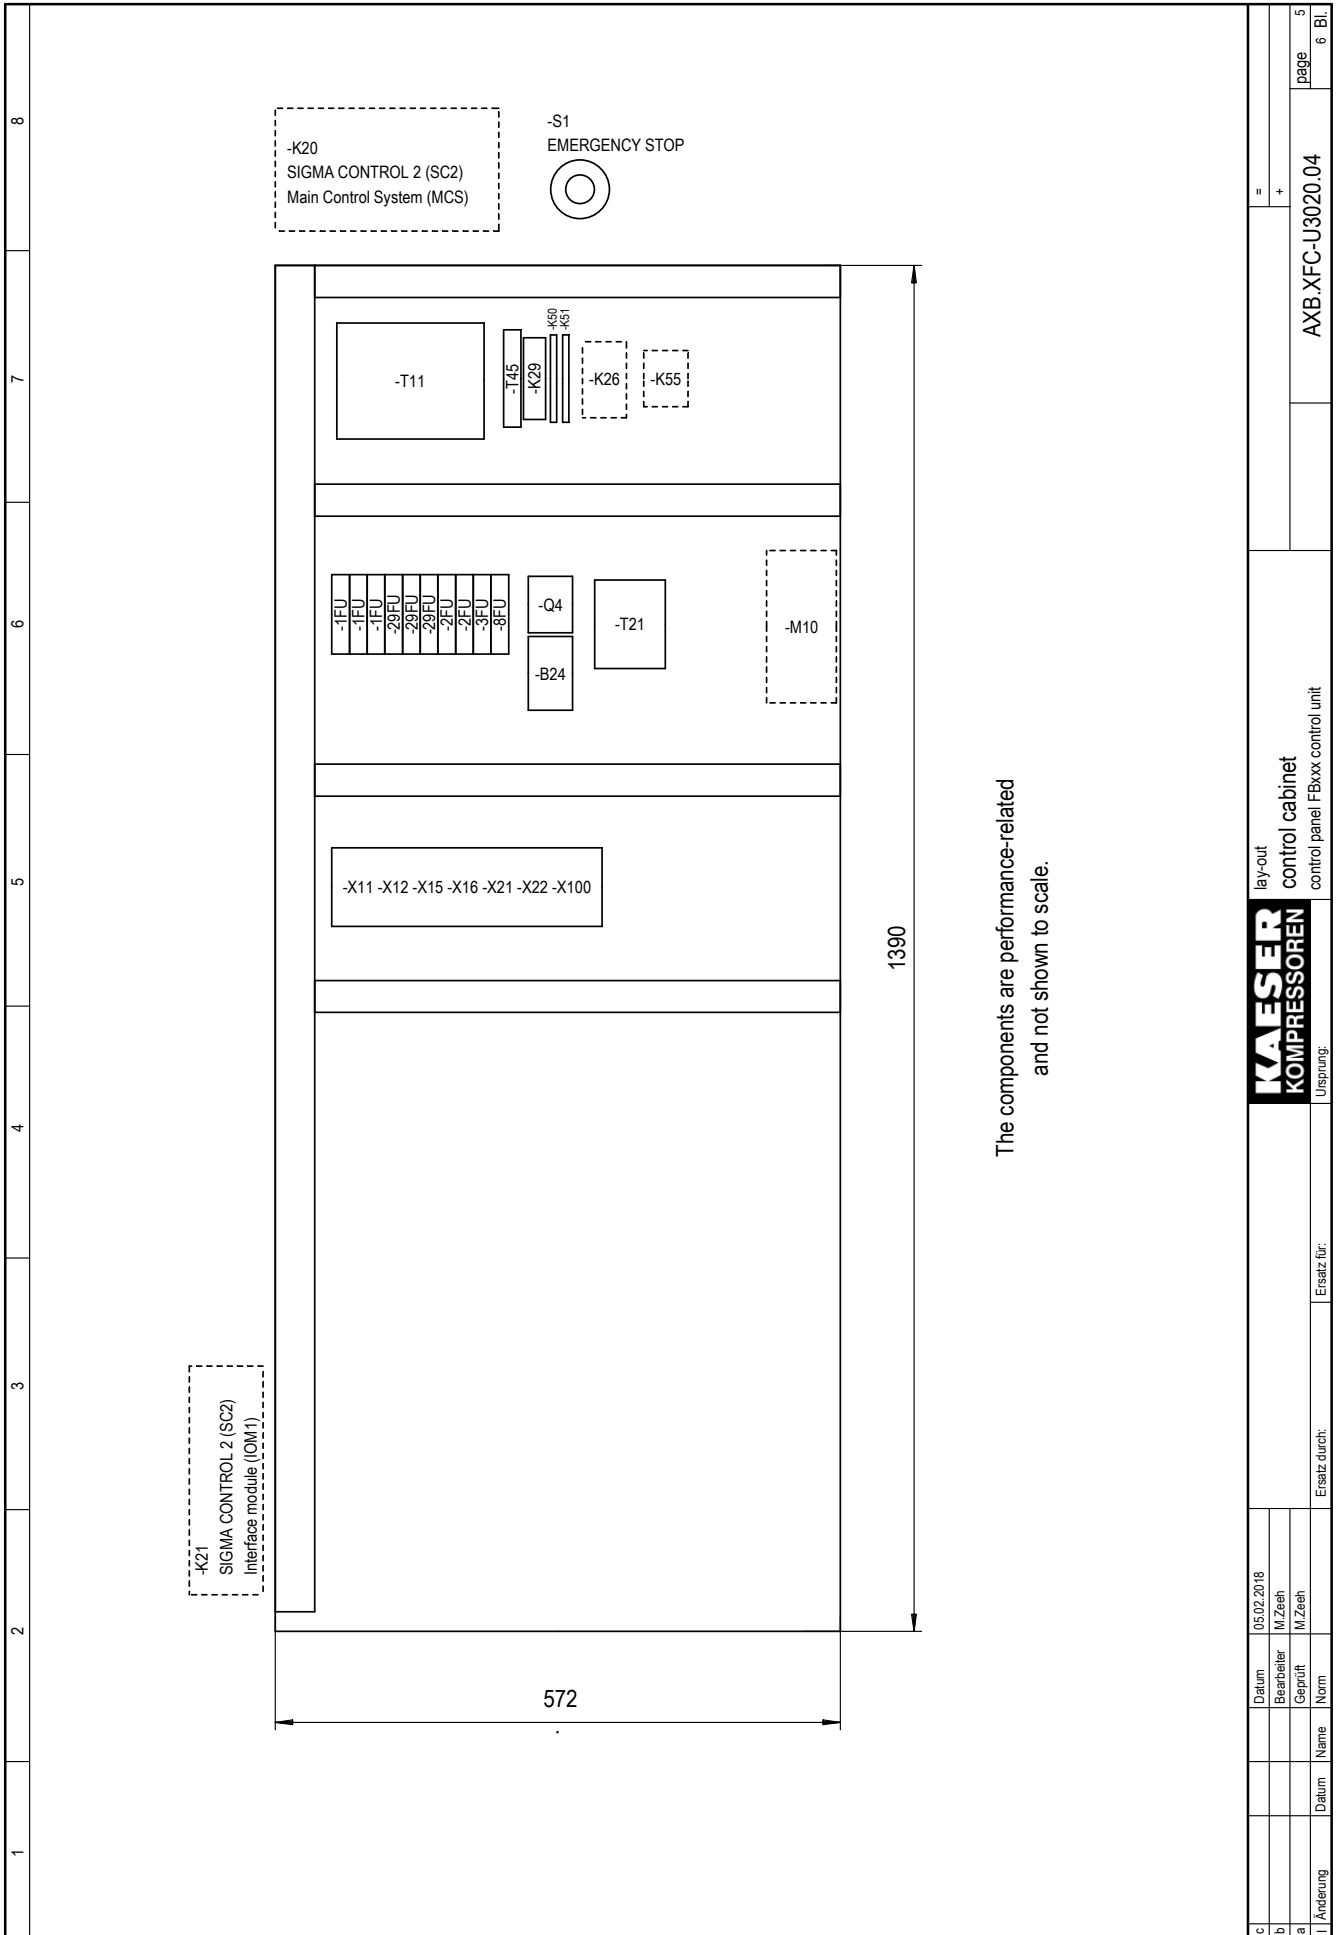 8
7
6
5
4
3
2
1
-K20
SIGMA CONTROL 2 (SC2)
Main Control System (MCS)
-S1
EMERGENCY STOP
-T11
-T45
-K29
-K50
-K51
-K26
-K55
-1FU
-1FU
-1FU
-29FU
-29FU
-29FU
-2FU
-2FU
-3FU
-8FU
-Q4
-B24
-T21
-M10
-X11 -X12 -X15 -X16 -X21 -X22 -X100
-K21
SIGMA CONTROL 2 (SC2)
Interface module (IOM1)
1390
572
The components are performance-related
and not shown to scale.
c
b
a
Änderung
Datum
Name
Datum
05.02.2018
Bearbeiter
M.Zeeh
Geprüft
M.Zeeh
Norm
Ersatz durch:
Ersatz für:
Ursprung:
KAESER
KOMPRESSOREN
lay-out
control cabinet
control panel FBxxx control unit
=
+
AXB.XFC-U3020.04
page
5
6 Bl.